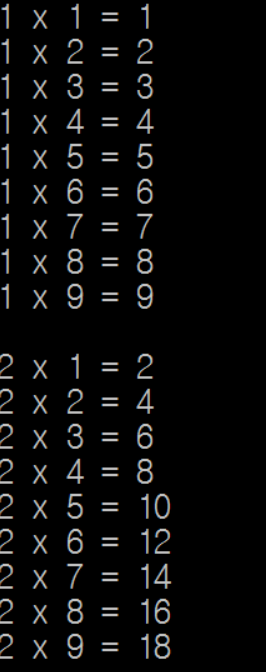 1 x 1 = 1
1 x 2 = 2
1 x 3 = 3
1 x 4 = 4
1 x 5 = 5
1 x 6 = 6
1 x 7 = 7
1 x 8 = 8
1 x 9 = 9
2 x 1 = 2
2 x 2 = 4
2 x 3 = 6
2 x 4 = 8
2 x 5 = 10
2 x 6 = 12
2 x 7 = 14
2 x 8 = 16
2 x 9 = 18